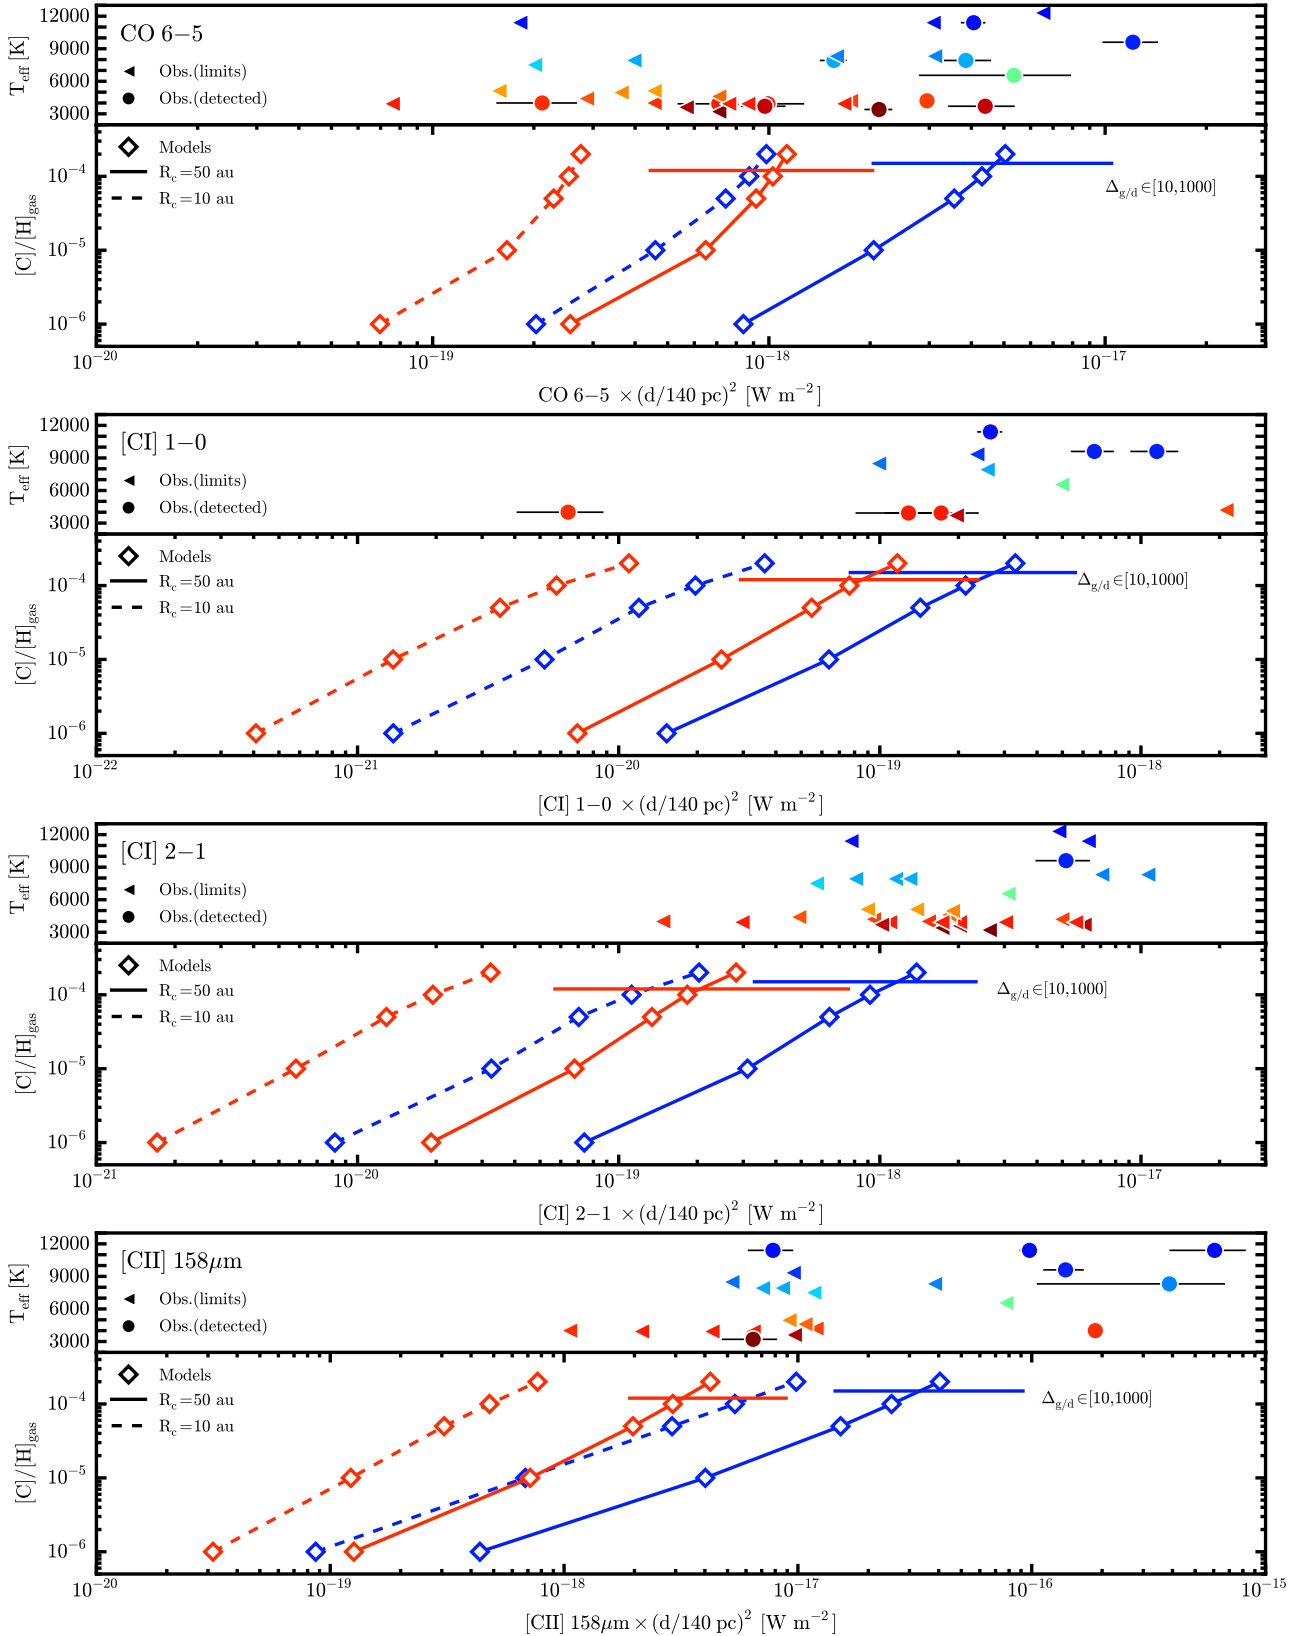 CO 6−5
Obs.(limits)
Obs.(detected)
T_eff [K]
12000
9000
6000
3000
Models
R_c=50 au
R_c=10 au
Δ_g/d∈[10,1000]
[C]/[H]_gas
10^−4
10^−5
10^−6
10^−20 10^−19 10^−18 10^−17
CO 6−5 ×(d/140 pc)^2 [W m^−2]
[CI] 1−0
Obs.(limits)
Obs.(detected)
T_eff [K]
12000
9000
6000
3000
Models
R_c=50 au
R_c=10 au
Δ_g/d∈[10,1000]
[C]/[H]_gas
10^−4
10^−5
10^−6
10^−22 10^−21 10^−20 10^−19 10^−18
[CI] 1−0 ×(d/140 pc)^2 [W m^−2]
[CI] 2−1
Obs.(limits)
Obs.(detected)
T_eff [K]
12000
9000
6000
3000
Models
R_c=50 au
R_c=10 au
Δ_g/d∈[10,1000]
[C]/[H]_gas
10^−4
10^−5
10^−6
10^−21 10^−20 10^−19 10^−18 10^−17
[CI] 2−1 ×(d/140 pc)^2 [W m^−2]
[CII] 158μm
Obs.(limits)
Obs.(detected)
T_eff [K]
12000
9000
6000
3000
Models
R_c=50 au
R_c=10 au
Δ_g/d∈[10,1000]
[C]/[H]_gas
10^−4
10^−5
10^−6
10^−20 10^−19 10^−18 10^−17 10^−16 10^−15
[CII] 158μm×(d/140 pc)^2 [W m^−2]